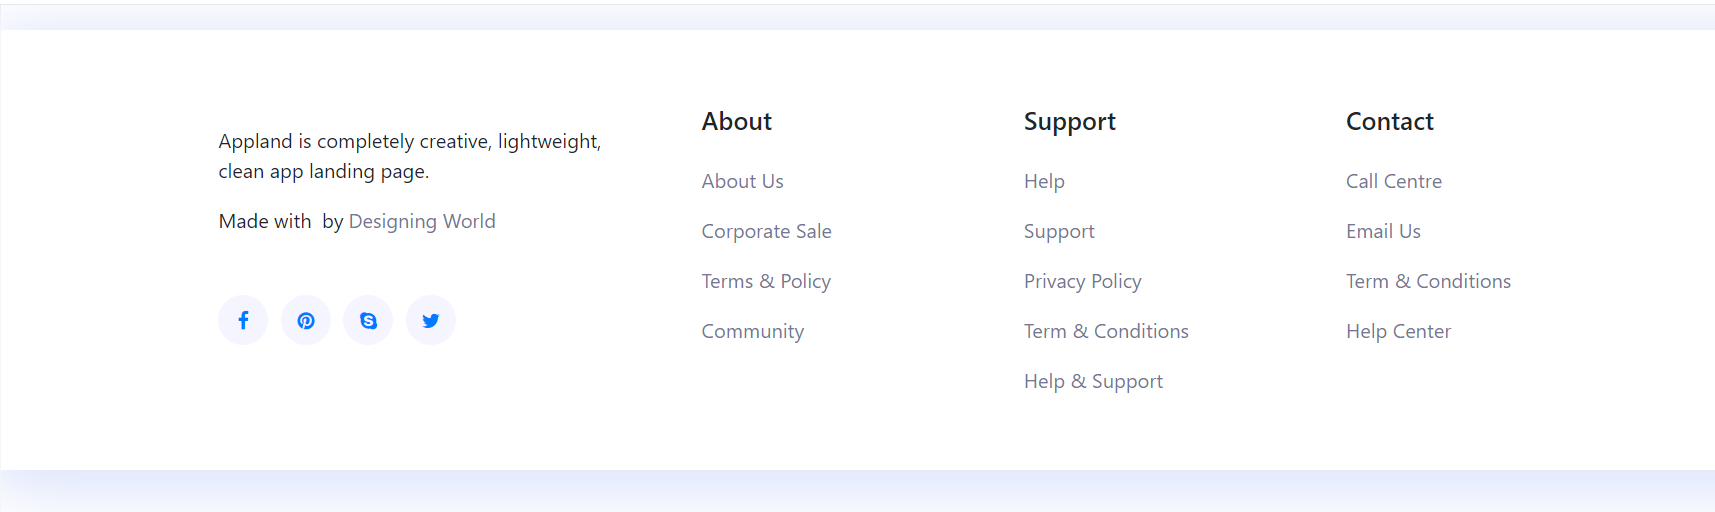 Appland is completely creative, lightweight,
clean app landing page.
Made with  by Designing World
About
About Us
Corporate Sale
Terms & Policy
Community
Support
Help
Support
Privacy Policy
Term & Conditions
Help & Support
Contact
Call Centre
Email Us
Term & Conditions
Help Center